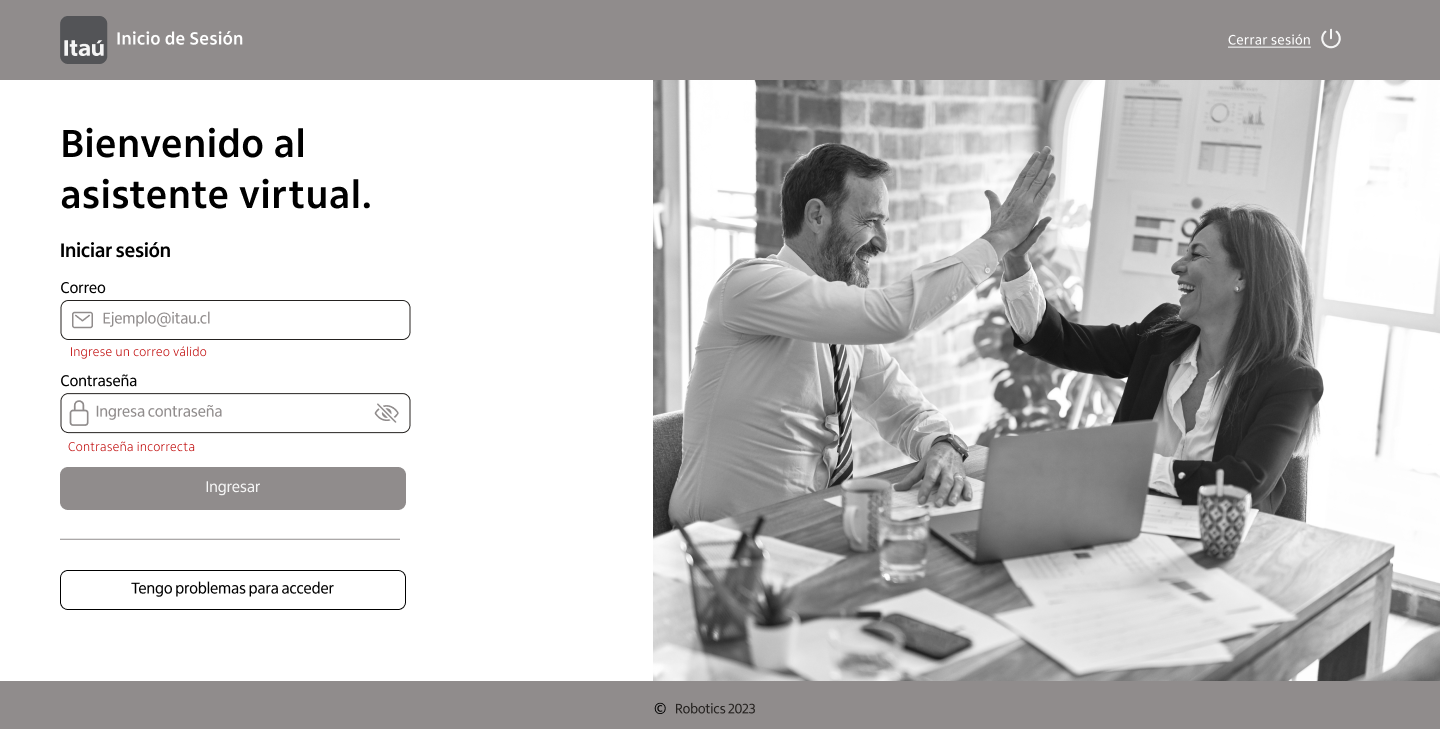 Itaú
Inicio de Sesión
Cerrar sesión
Bienvenido al
asistente virtual.
Iniciar sesión
Correo
Ejemplo@itau.cl
Ingrese un correo válido
Contraseña
Ingresa contraseña
Contraseña incorrecta
Ingresar
Tengo problemas para acceder
© Robotics 2023